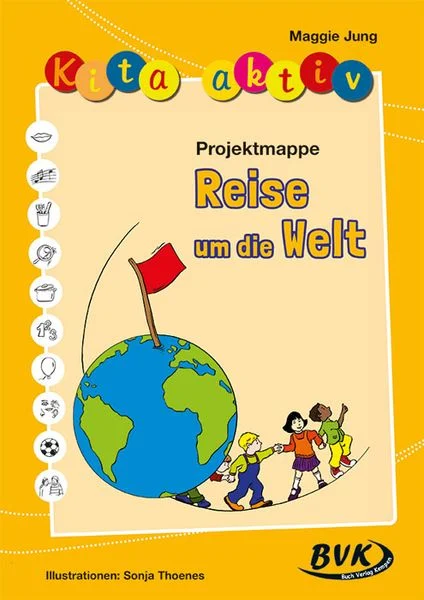 Maggie Jung
Kita aktiv
Projektmappe
Reise
um die Welt
BVK
Buch Verlag Kempen
Illustrationen: Sonja Thoenes